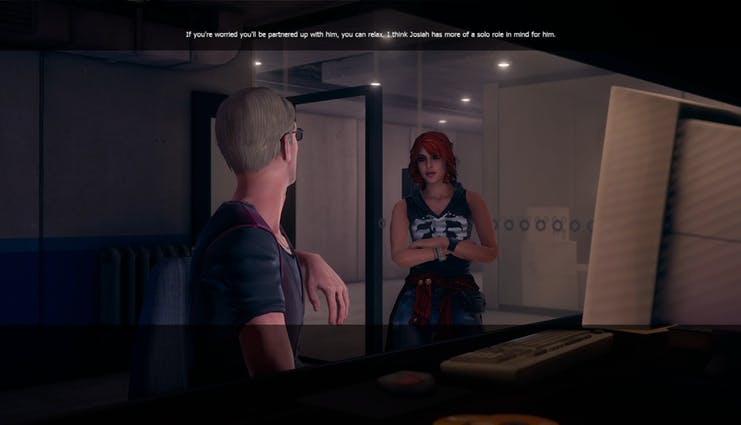 If you're worried you'll be partnered up with him, you can relax. I think Josiah has more of a solo role in mind for him.